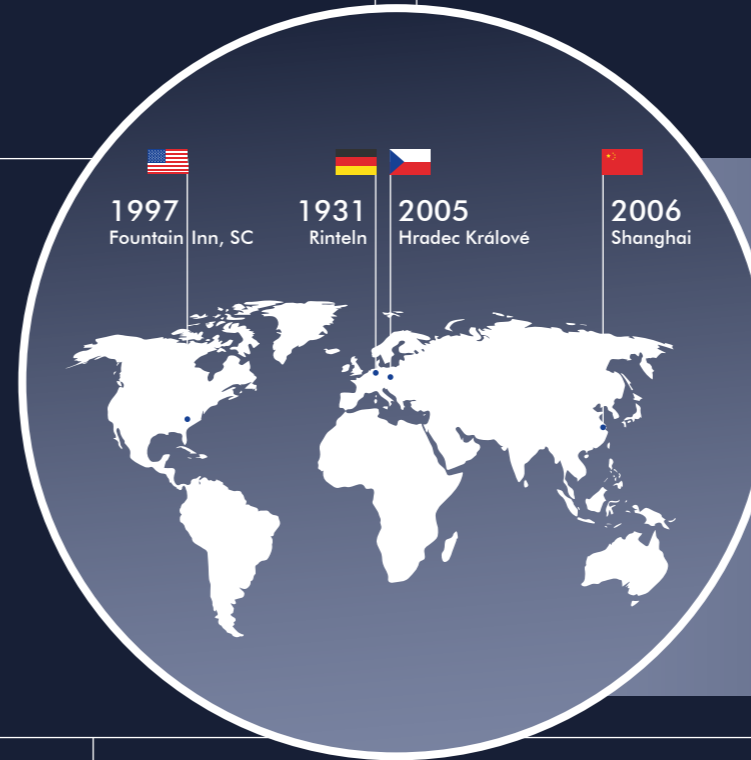 1997
Fountain Inn, SC
1931
Rinteln
2005
Hradec Králové
2006
Shanghai